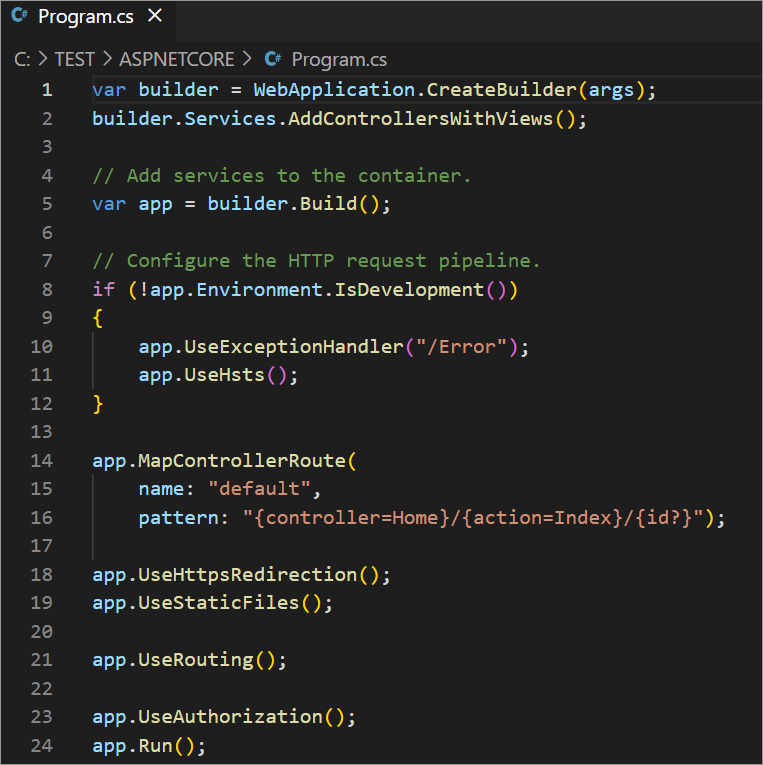 C# Program.cs ×
C: > TEST > ASPNETCORE > C# Program.cs
1 var builder = WebApplication.CreateBuilder(args);
2 builder.Services.AddControllersWithViews();
3
4 // Add services to the container.
5 var app = builder.Build();
6
7 // Configure the HTTP request pipeline.
8 if (!app.Environment.IsDevelopment())
9 {
10     app.UseExceptionHandler("/Error");
11     app.UseHsts();
12 }
13
14 app.MapControllerRoute(
15     name: "default",
16     pattern: "{controller=Home}/{action=Index}/{id?}");
17
18 app.UseHttpsRedirection();
19 app.UseStaticFiles();
20
21 app.UseRouting();
22
23 app.UseAuthorization();
24 app.Run();